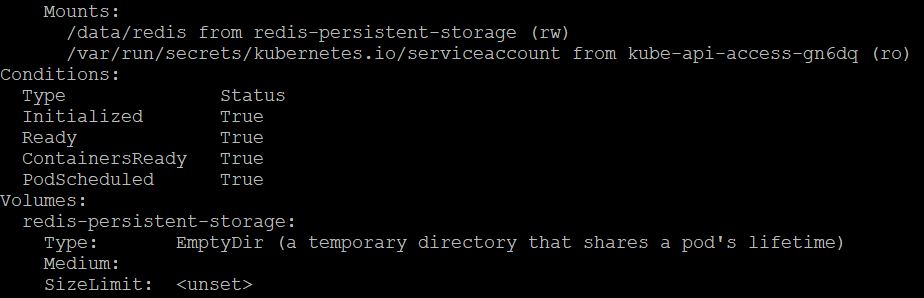 Mounts:
/data/redis from redis-persistent-storage (rw)
/var/run/secrets/kubernetes.io/serviceaccount from kube-api-access-gn6dq (ro)
Conditions:
Type Status
Initialized True
Ready True
ContainersReady True
PodScheduled True
Volumes:
redis-persistent-storage:
Type: EmptyDir (a temporary directory that shares a pod's lifetime)
Medium:
SizeLimit: <unset>